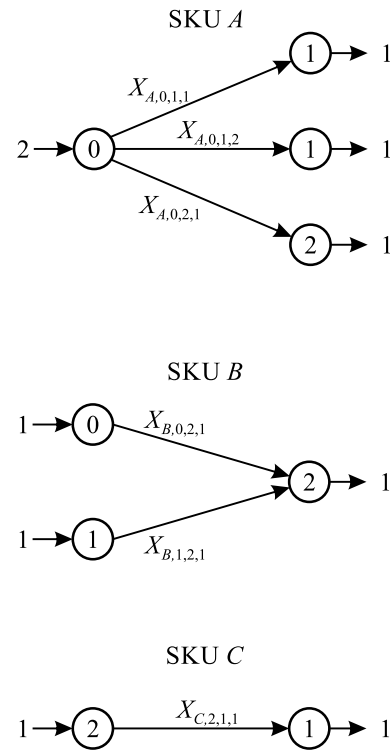 SKU A
1 1
X_{A,0,1,1}
2 0 X_{A,0,1,2} 1 1
X_{A,0,2,1}
2 1
SKU B
1 0 X_{B,0,2,1}
2 1
1 1 X_{B,1,2,1}
SKU C
1 2 X_{C,2,1,1} 1 1